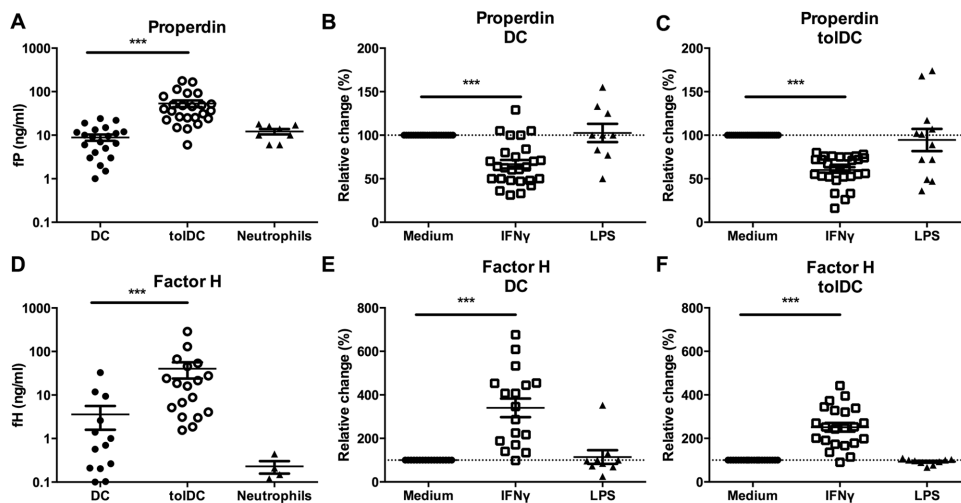 A
Properdin
***
fP (ng/ml)
1000
100
10
1
0.1
DC
tolDC
Neutrophils
B
Properdin
DC
***
Relative change (%)
200
150
100
50
0
Medium
IFNγ
LPS
C
Properdin
tolDC
***
Relative change (%)
200
150
100
50
0
Medium
IFNγ
LPS
D
Factor H
***
fH (ng/ml)
1000
100
10
1
0.1
DC
tolDC
Neutrophils
E
Factor H
DC
***
Relative change (%)
800
600
400
200
0
Medium
IFNγ
LPS
F
Factor H
tolDC
***
Relative change (%)
800
600
400
200
0
Medium
IFNγ
LPS